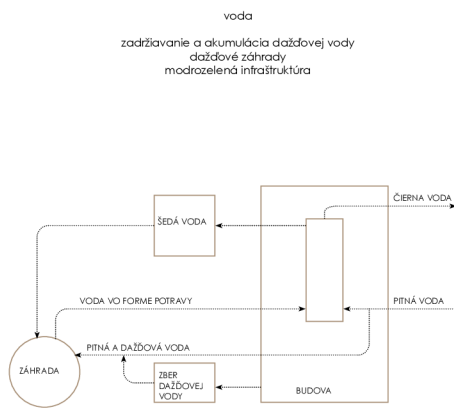 voda
zadržiavanie a akumulácia dažďovej vody
dažďové záhrady
modrozelená infraštruktúra
ČIERNA VODA
ŠEDÁ VODA
VODA VO FORME POTRAVY
PITNÁ VODA
PITNÁ A DAŽĎOVÁ VODA
ZÁHRADA
ZBER
DAŽĎOVEJ
VODY
BUDOVA